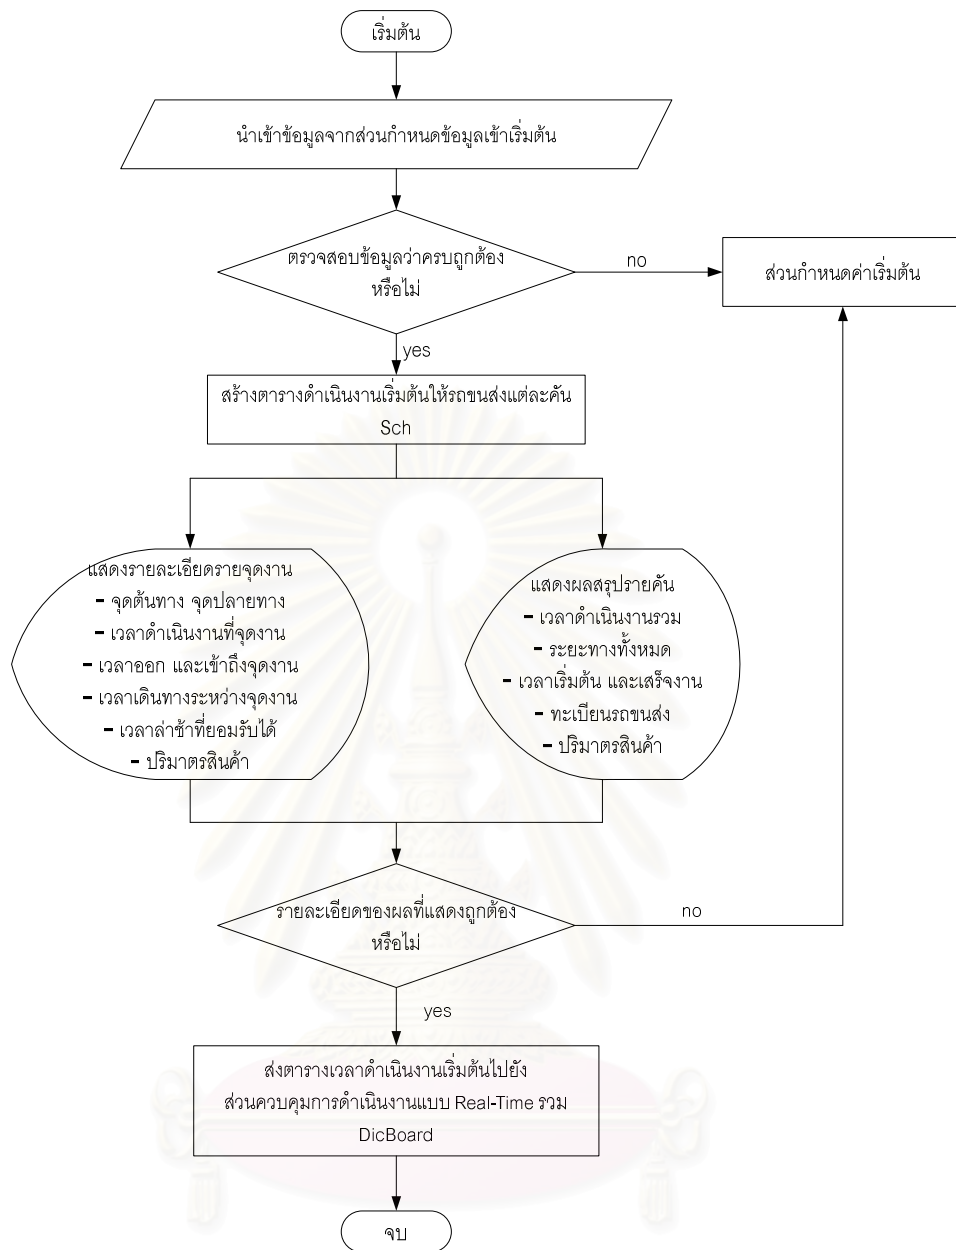 เริ่มต้น
นำเข้าข้อมูลจากส่วนกำหนดข้อมูลเข้าเริ่มต้น
ตรวจสอบข้อมูลว่าครบถูกต้อง
หรือไม่
no
ส่วนกำหนดค่าเริ่มต้น
yes
สร้างตารางดำเนินงานเริ่มต้นให้รถขนส่งแต่ละคัน
Sch
แสดงรายละเอียดรายจุดงาน
- จุดต้นทาง จุดปลายทาง
- เวลาดำเนินงานที่จุดงาน
- เวลาออก และเข้าถึงจุดงาน
- เวลาเดินทางระหว่างจุดงาน
- เวลาล่าช้าที่ยอมรับได้
- ปริมาตรสินค้า
แสดงผลสรุปรายคัน
- เวลาดำเนินงานรวม
- ระยะทางทั้งหมด
- เวลาเริ่มต้น และเสร็จงาน
- ทะเบียนรถขนส่ง
- ปริมาตรสินค้า
รายละเอียดของผลที่แสดงถูกต้อง
หรือไม่
no
yes
ส่งตารางเวลาดำเนินงานเริ่มต้นไปยัง
ส่วนควบคุมการดำเนินงานแบบ Real-Time รวม
DicBoard
จบ